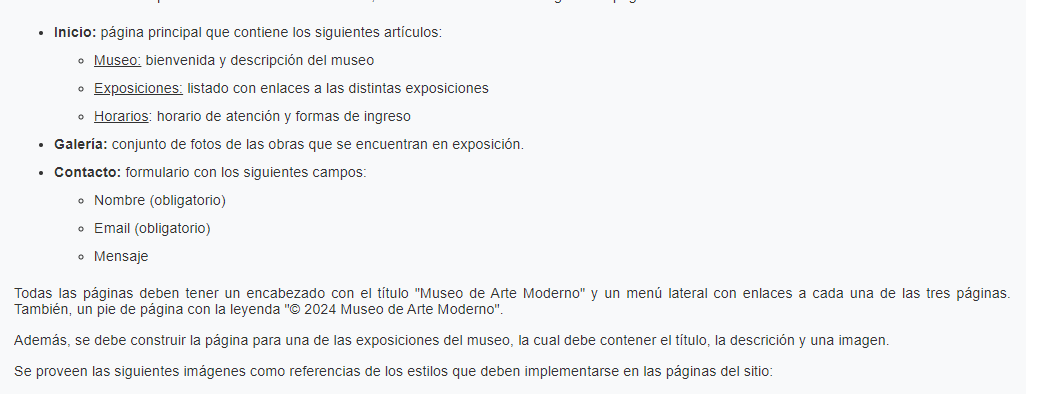 Inicio: página principal que contiene los siguientes artículos:
Museo: bienvenida y descripción del museo
Exposiciones: listado con enlaces a las distintas exposiciones
Horarios: horario de atención y formas de ingreso
Galería: conjunto de fotos de las obras que se encuentran en exposición.
Contacto: formulario con los siguientes campos:
Nombre (obligatorio)
Email (obligatorio)
Mensaje
Todas las páginas deben tener un encabezado con el título "Museo de Arte Moderno" y un menú lateral con enlaces a cada una de las tres páginas.
También, un pie de página con la leyenda "© 2024 Museo de Arte Moderno".
Además, se debe construir la página para una de las exposiciones del museo, la cual debe contener el título, la descrición y una imagen.
Se proveen las siguientes imágenes como referencias de los estilos que deben implementarse en las páginas del sitio: